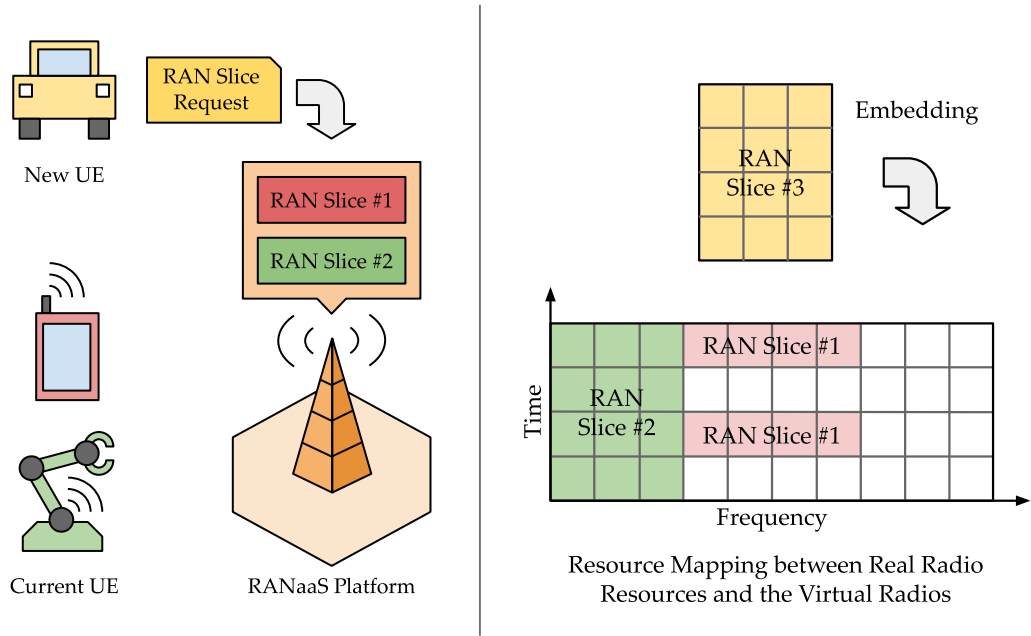 RAN Slice
Request
New UE
RAN Slice #1
RAN Slice #2
Current UE
RANaaS Platform
RAN
Slice #3
Embedding
Time
RAN Slice #1
RAN
Slice #2
RAN Slice #1
Frequency
Resource Mapping between Real Radio
Resources and the Virtual Radios